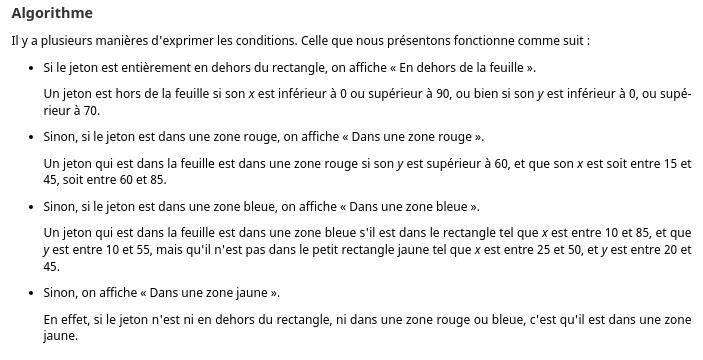 Algorithme
Il y a plusieurs manières d'exprimer les conditions. Celle que nous présentons fonctionne comme suit :
• Si le jeton est entièrement en dehors du rectangle, on affiche « En dehors de la feuille ».
Un jeton est hors de la feuille si son x est inférieur à 0 ou supérieur à 90, ou bien si son y est inférieur à 0, ou supé-
rieur à 70.
• Sinon, si le jeton est dans une zone rouge, on affiche « Dans une zone rouge ».
Un jeton qui est dans la feuille est dans une zone rouge si son y est supérieur à 60, et que son x est soit entre 15 et
45, soit entre 60 et 85.
• Sinon, si le jeton est dans une zone bleue, on affiche « Dans une zone bleue ».
Un jeton qui est dans la feuille est dans une zone bleue s'il est dans le rectangle tel que x est entre 10 et 85, et que
y est entre 10 et 55, mais qu'il n'est pas dans le petit rectangle jaune tel que x est entre 25 et 50, et y est entre 20 et
45.
• Sinon, on affiche « Dans une zone jaune ».
En effet, si le jeton n'est ni en dehors du rectangle, ni dans une zone rouge ou bleue, c'est qu'il est dans une zone
jaune.